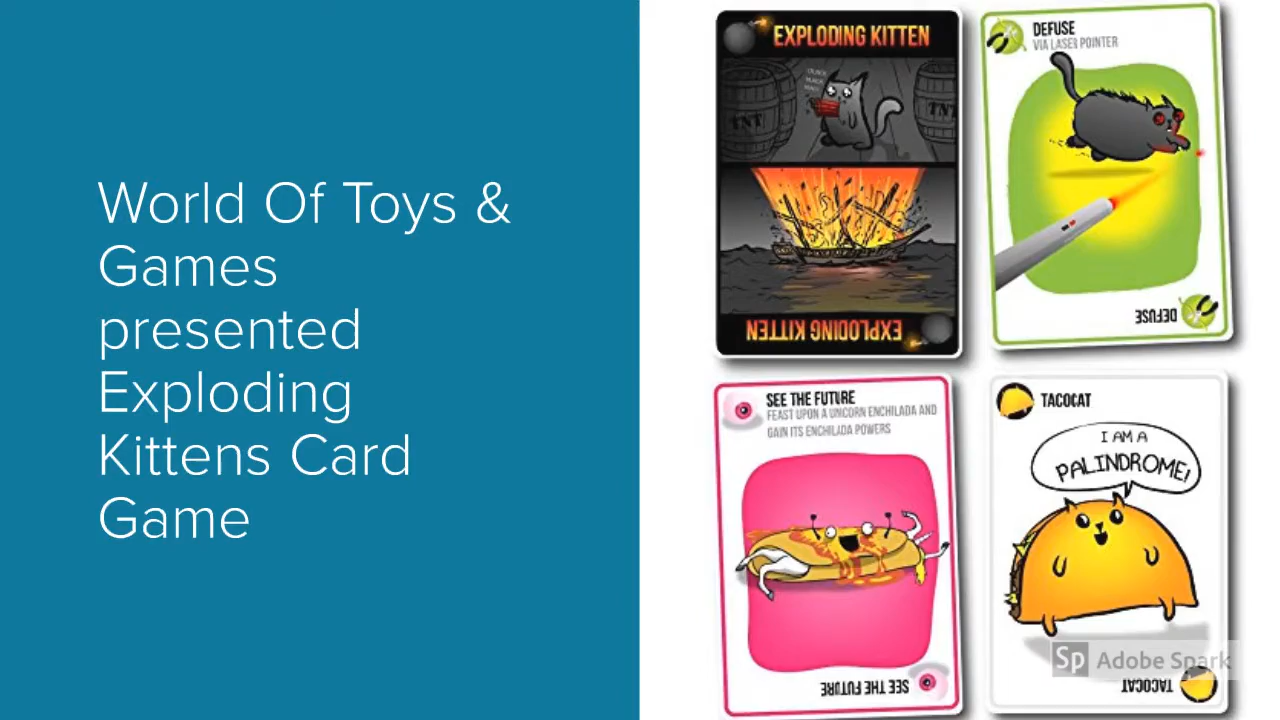 World Of Toys &
Games
presented
Exploding
Kittens Card
Game
EXPLODING KITTEN
TNT
TNT
EXPLODING KITTEN
DEFUSE
VIA LASER POINTER
DEFUSE
SEE THE FUTURE
FEAST UPON A UNICORN ENCHILADA AND
GAIN ITS ENCHILADA POWERS
SEE THE FUTURE
TACOCAT
I AM A
PALINDROME!
TACOCAT
Sp Adobe Spark